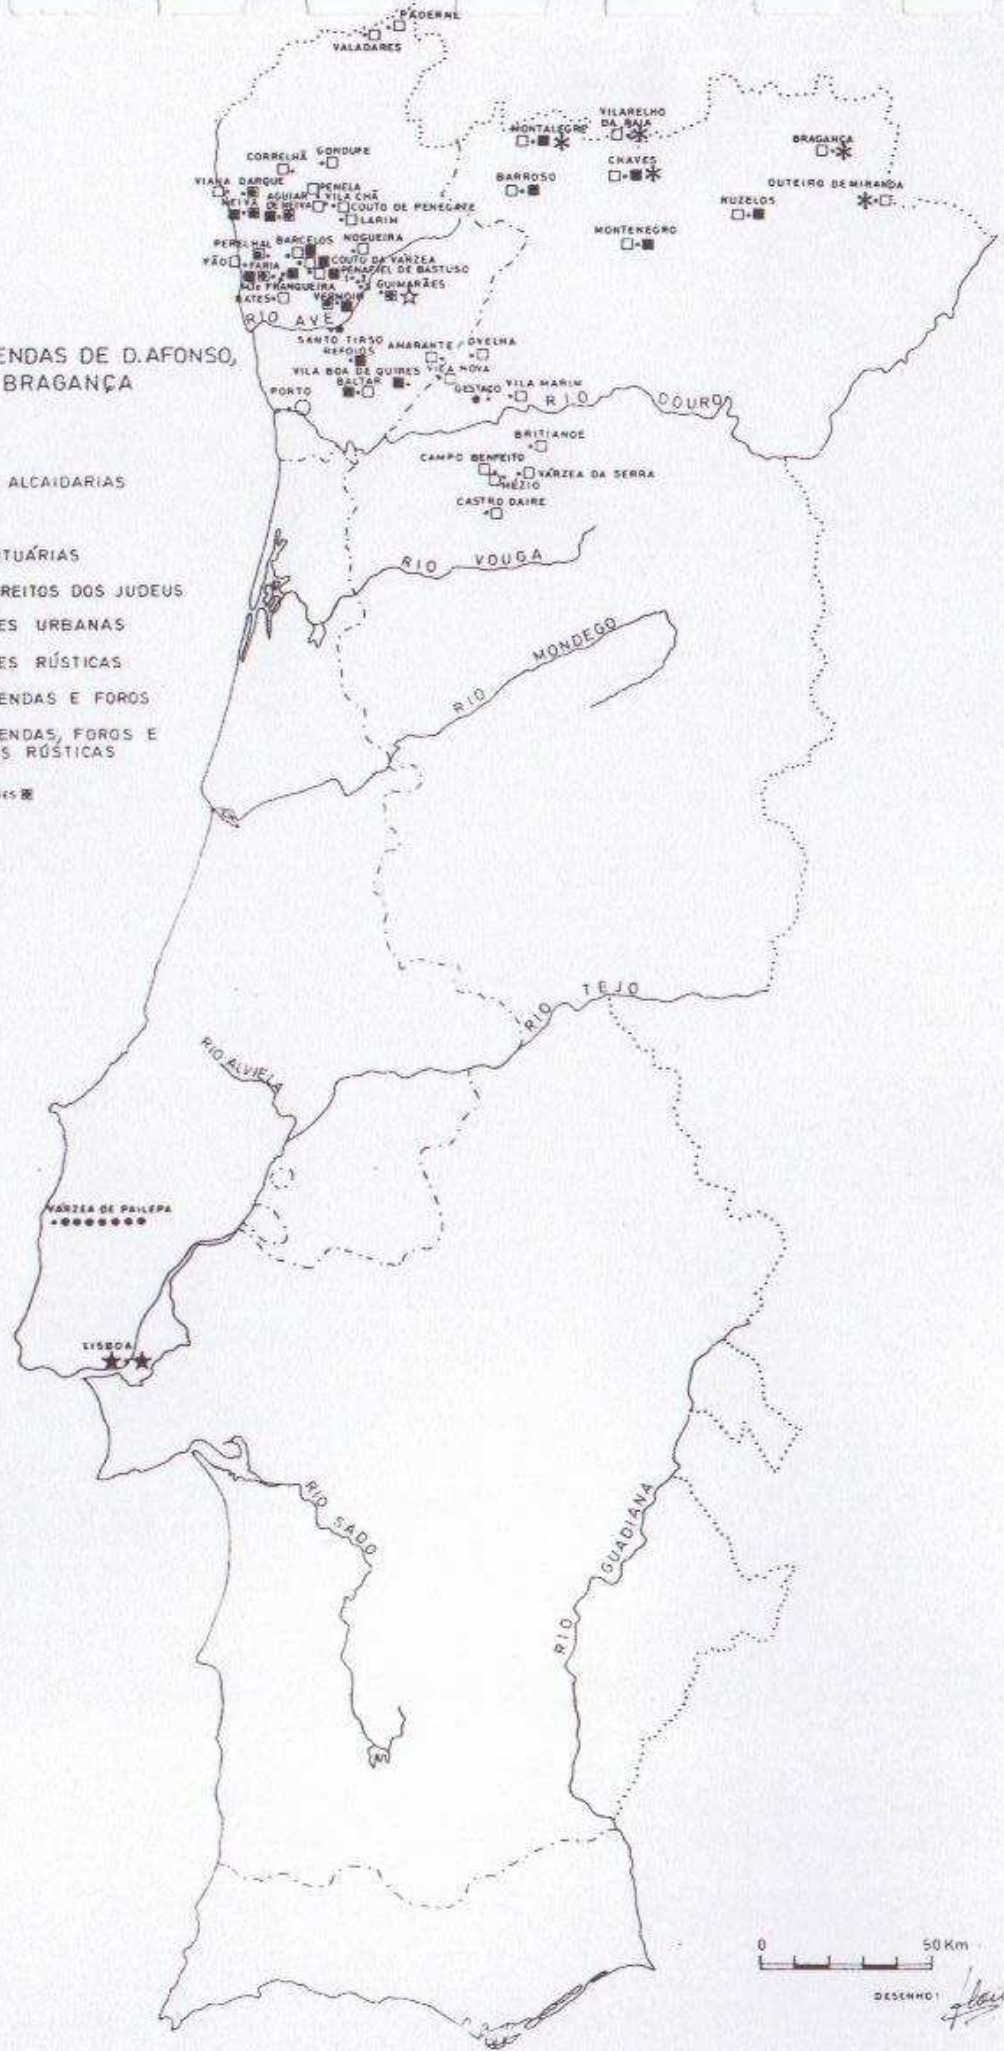 PADERNE
VALADARES
MONTALEGRE
VILARELHO
DA RAIA
BRAGANÇA
CORRELHÃ
GONDUFE
BARROSO
CHAVES
OUTEIRO DE MIRANDA
VIANA
DARQUE
PENELA
NEIVA
AGUIAR
DE NEIVA
VILA CHÃ
COUTO DE PENEGATE
LARIM
NUZELOS
MONTENEGRO
PERELHAL
BARCELOS
NOGUEIRA
FÃO
FARIA
COUTO DA VARZEA
PENAFIEL DE BASTUSO
FRANQUEIRA
GUIMARÃES
RATES
VERMOIM
RIO AVE
SANTO TIRSO
REFOIOS
AMARANTE
OVELHA
ENDAS DE D. AFONSO,
BRAGANÇA
VILA BOA DE QUIRES
VILA NOVA
BALTAR
GESTAÇO
VILA MARIM
PORTO
RIO DOURO
BRITIANDE
CAMPO BENFEITO
VÁRZEA DA SERRA
MÉZIO
CASTRO DAIRE
ALCAIDARIAS
TUÁRIAS
REITOS DOS JUDEUS
ES URBANAS
ES RÚSTICAS
ENDAS E FOROS
ENDAS, FOROS E
S RÚSTICAS
RIO VOUGA
RIO MONDEGO
RIO TEJO
RIO ALVIELA
VÁRZEA DE PAILEPA
LISBOA
RIO SADO
RIO GUADIANA
0 50 Km
DESENHO: